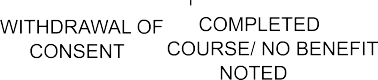 WITHDRAWAL OF
CONSENT
COMPLETED
COURSE/ NO BENEFIT
NOTED